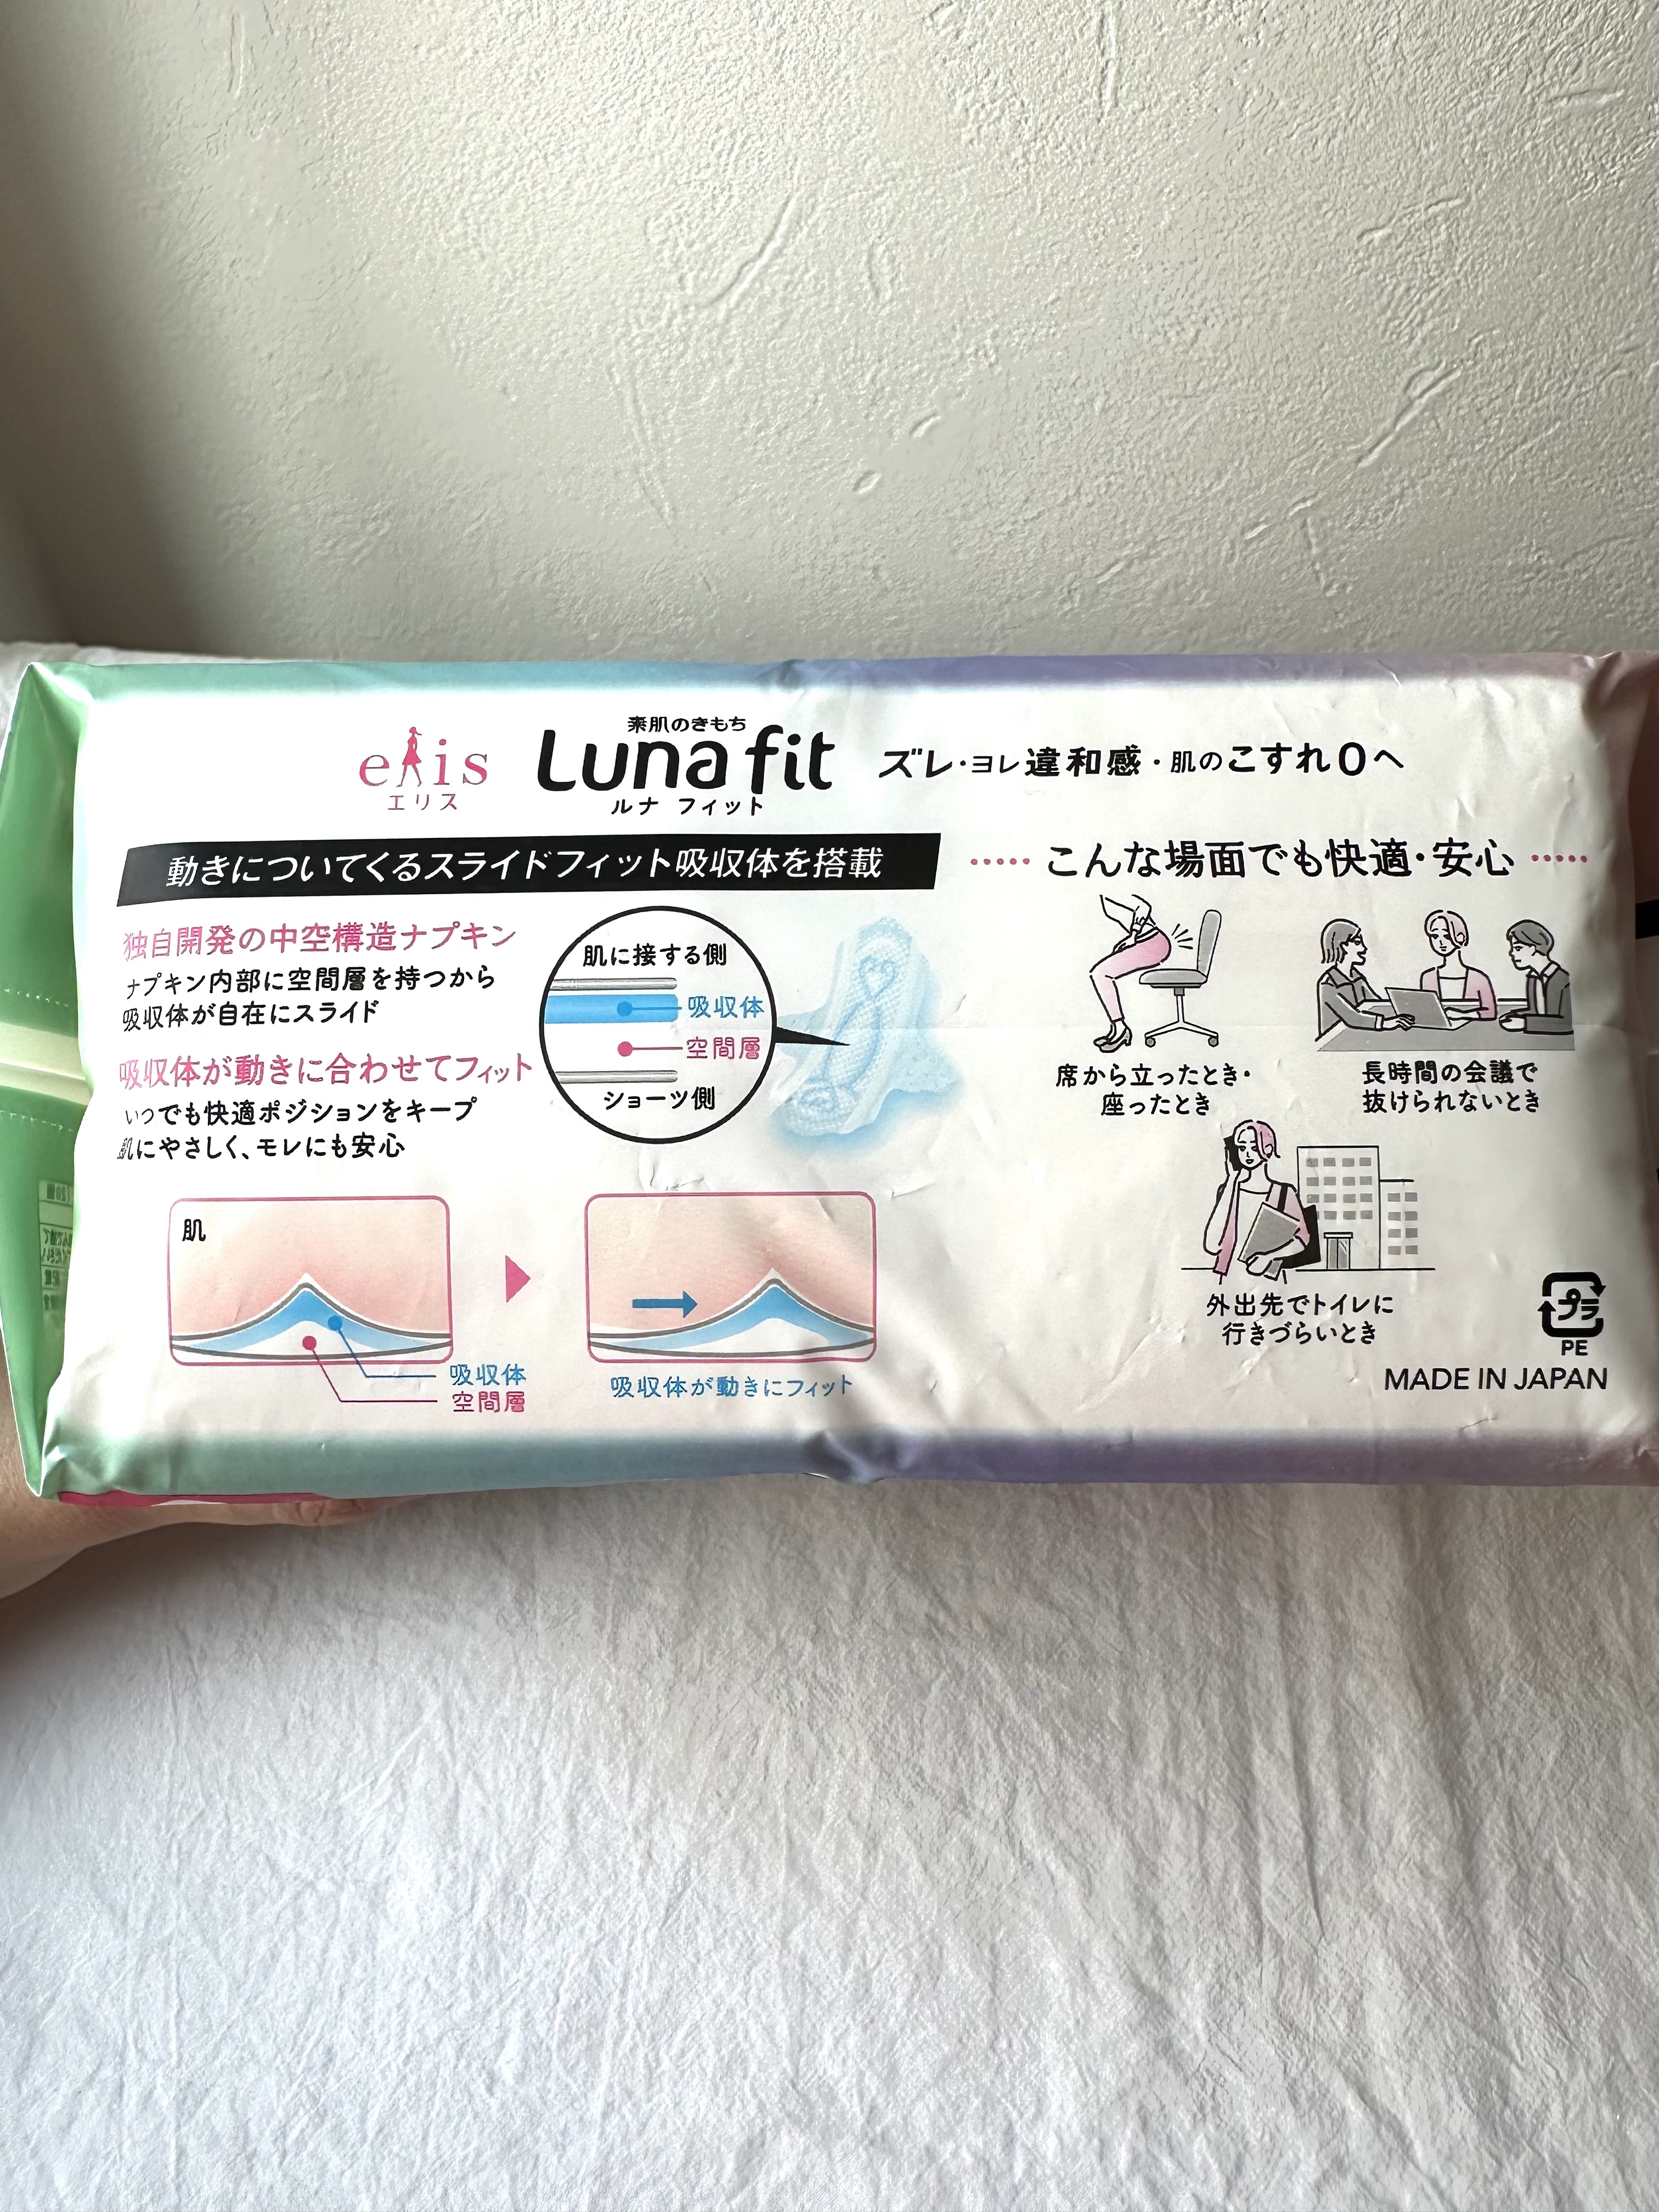 elis
エリス
素肌のきもち
Luna fit
ルナ フィット
ズレ・ヨレ違和感・肌のこすれ0へ
動きについてくるスライドフィット吸収体を搭載
独自開発の中空構造ナプキン
ナプキン内部に空間層を持つから
吸収体が自在にスライド
吸収体が動きに合わせてフィット
いつでも快適ポジションをキープ
肌にやさしく、モレにも安心
肌に接する側
吸収体
空間層
ショーツ側
肌
吸収体
空間層
吸収体が動きにフィット
こんな場面でも快適・安心
席から立ったとき・
座ったとき
長時間の会議で
抜けられないとき
外出先でトイレに
行きづらいとき
プラ
PE
MADE IN JAPAN